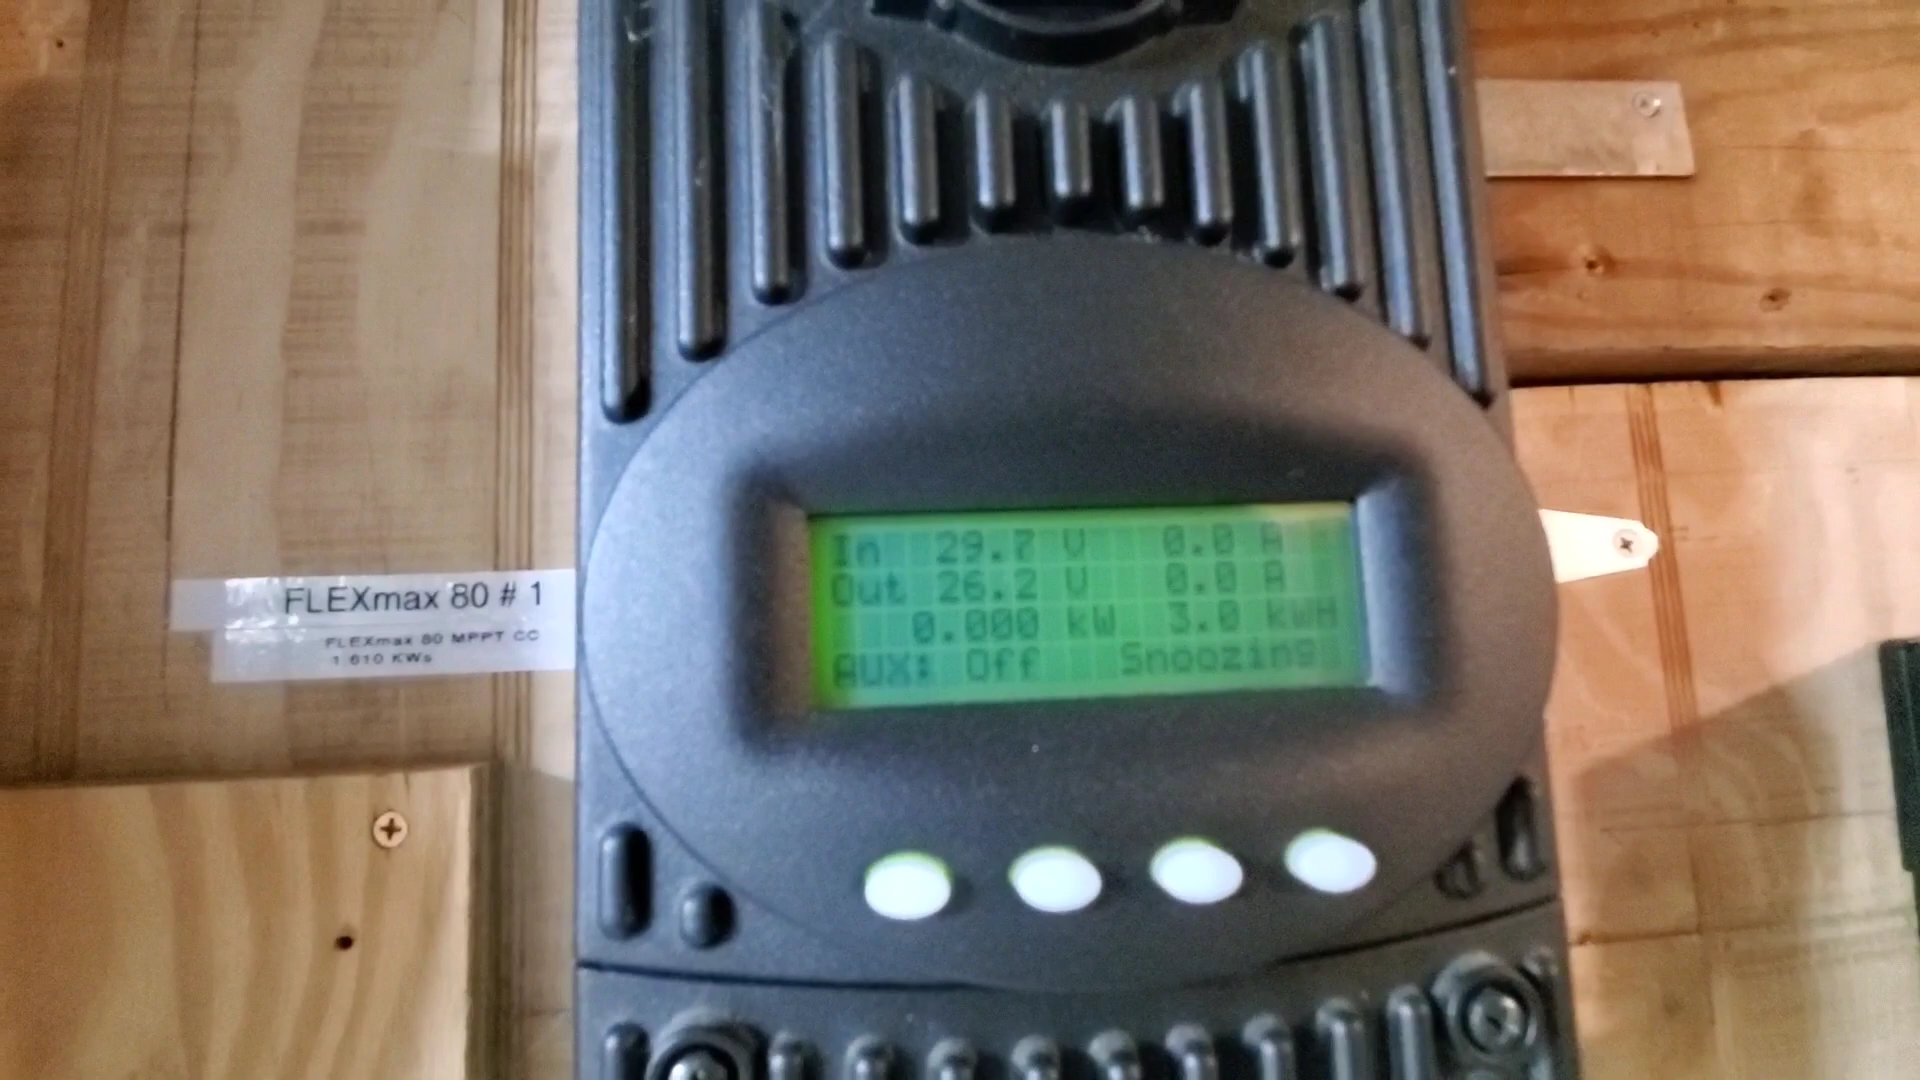 In 29.7 V 0.0 A
Out 26.2 V 0.0 A
0.000 kW 3.0 kWH
AUX: Off Snoozing
FLEXmax 80 # 1
FLEXmax 80 MPPT CC
1.610 KWs